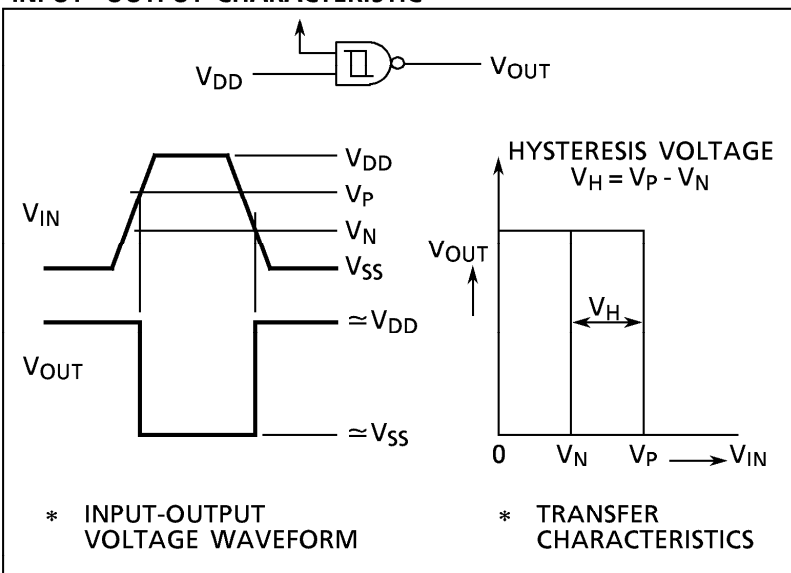 INPUT-OUTPUT CHARACTERISTIC
VDD
VOUT
VIN
VDD
VP
VN
VSS
VOUT
≃VDD
≃VSS
* INPUT-OUTPUT
VOLTAGE WAVEFORM
HYSTERESIS VOLTAGE
VH = VP - VN
VOUT
VH
0 VN VP VIN
* TRANSFER
CHARACTERISTICS